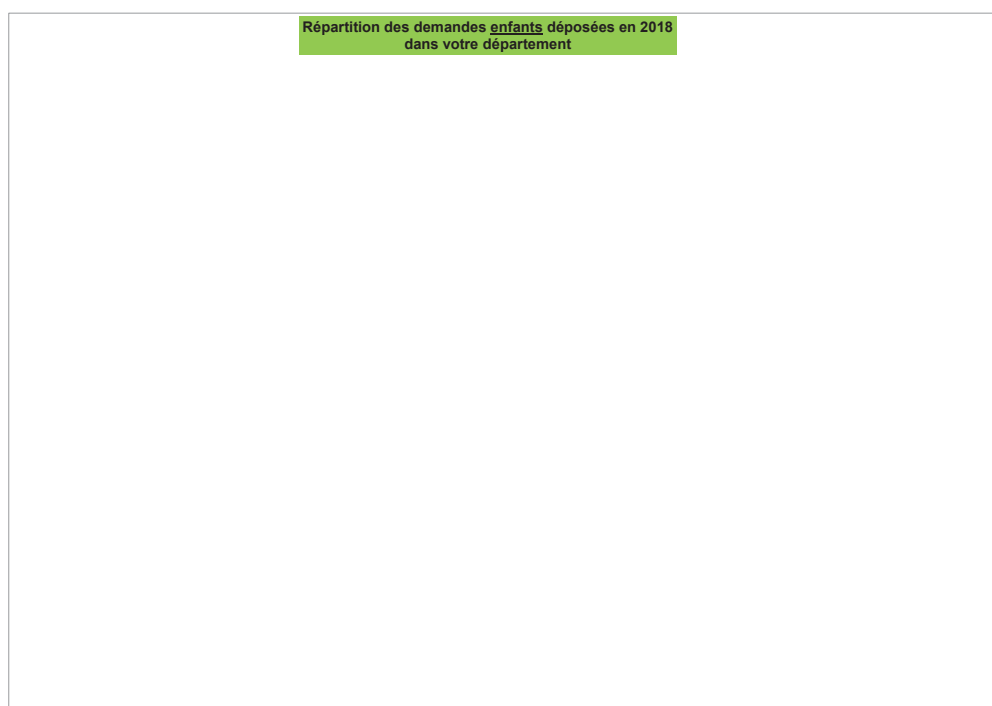 Répartition des demandes enfants déposées en 2018
dans votre département